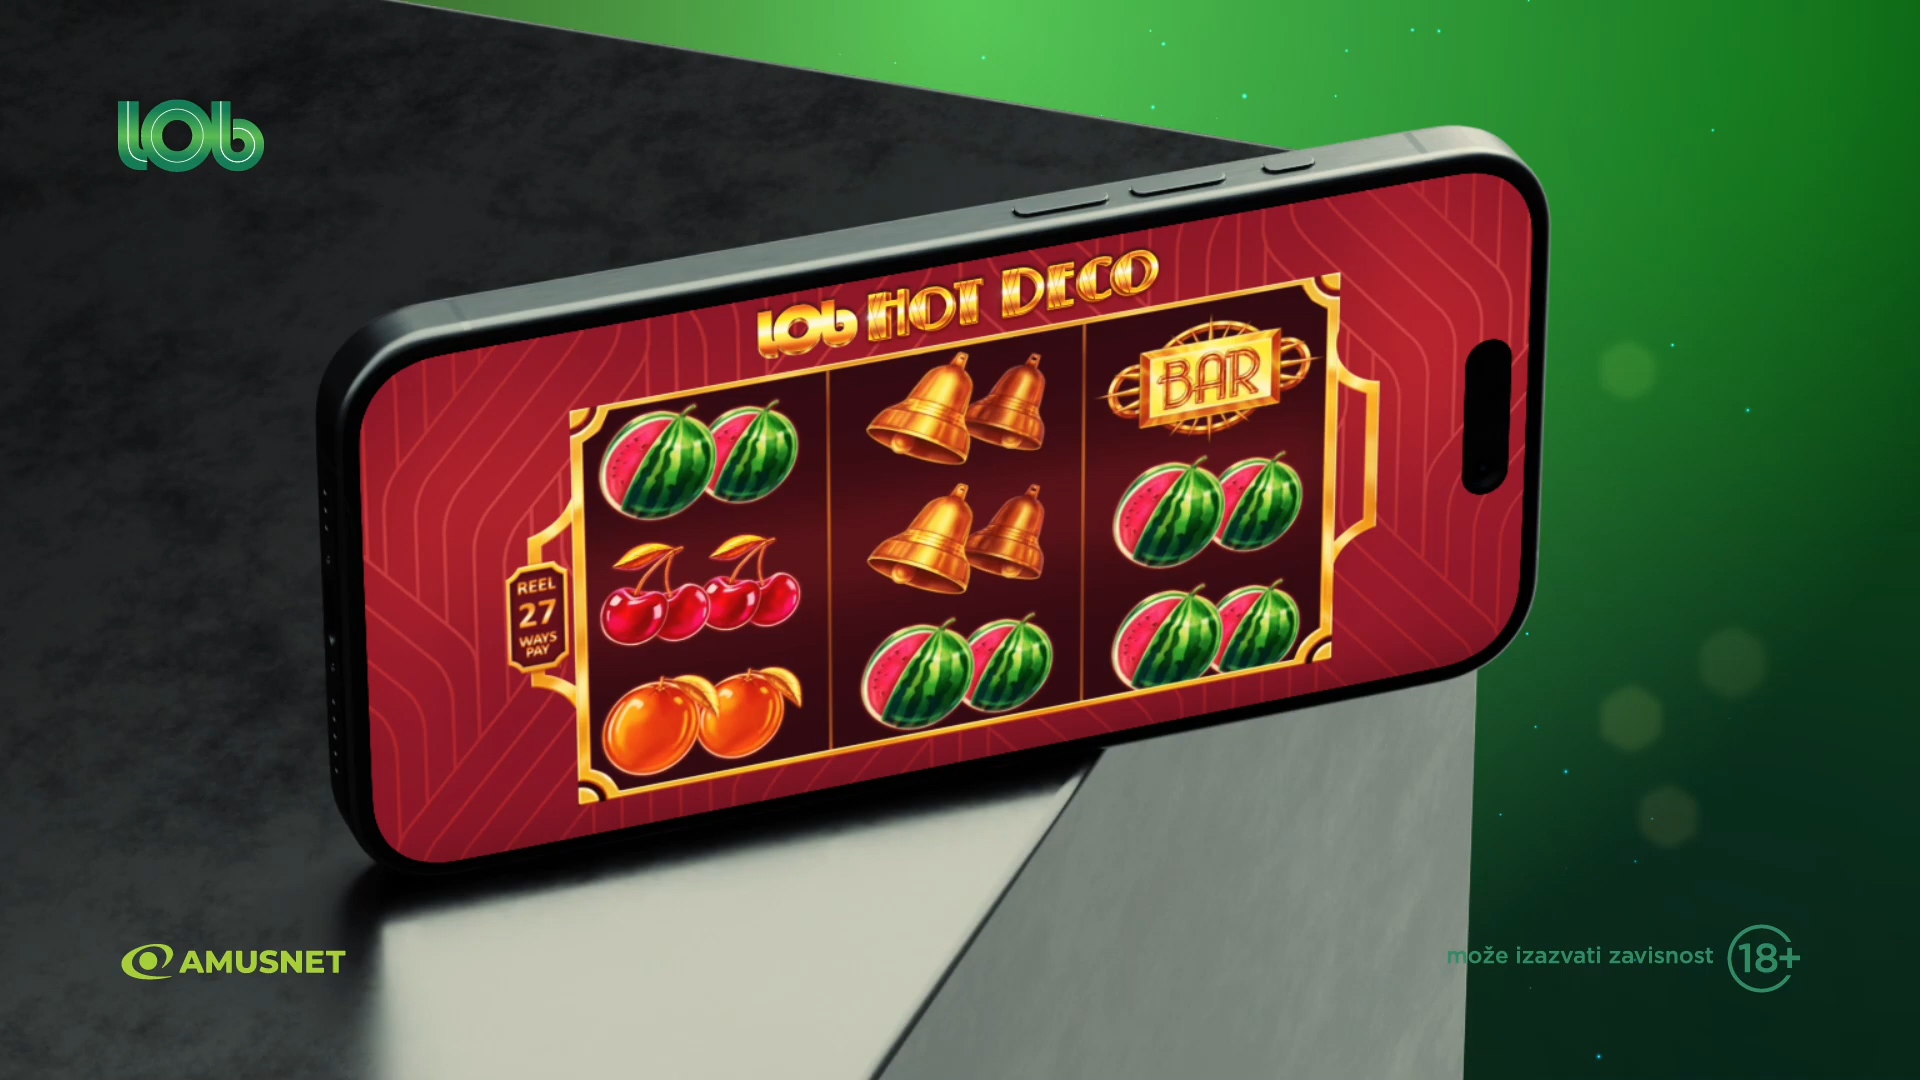 lob
lob HOT DECO
BAR
REEL
27
WAYS
PAY
AMUSNET
može izazvati zavisnost 18+